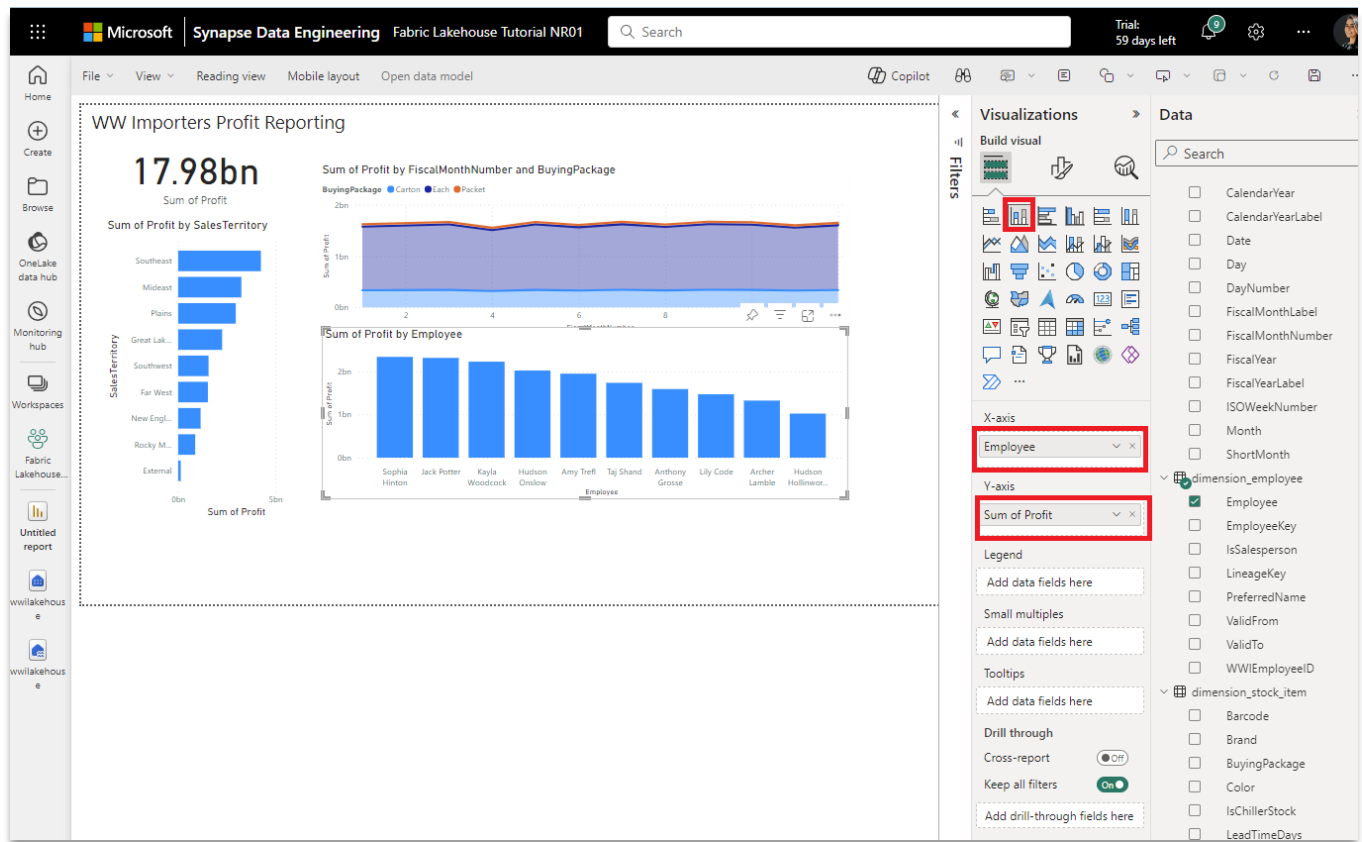 Microsoft
Synapse Data Engineering
Fabric Lakehouse Tutorial NR01
Search
Trial:
59 days left
9
Home
Create
Browse
OneLake
data hub
Monitoring
hub
Workspaces
Fabric
Lakehouse...
Untitled
report
wwilakehous
e
wwilakehous
e
File
View
Reading view
Mobile layout
Open data model
Copilot
WW Importers Profit Reporting
17.98bn
Sum of Profit
Sum of Profit by SalesTerritory
SalesTerritory
Southeast
Mideast
Plains
Great Lak...
Southwest
Far West
New Engl...
Rocky M...
External
0bn
5bn
Sum of Profit
Sum of Profit by FiscalMonthNumber and BuyingPackage
BuyingPackage
Carton
Each
Packet
Sum of Profit
2bn
1bn
0bn
2
4
6
8
FiscalMonthNumber
Sum of Profit by Employee
Sum of Profit
2bn
1bn
0bn
Sophia
Hinton
Jack Potter
Kayla
Woodcock
Hudson
Onslow
Amy Trefl
Taj Shand
Anthony
Grosse
Lily Code
Archer
Lamble
Hudson
Hollinwor...
Employee
Filters
Visualizations
Build visual
123
X-axis
Employee
Y-axis
Sum of Profit
Legend
Add data fields here
Small multiples
Add data fields here
Tooltips
Add data fields here
Drill through
Cross-report
Off
Keep all filters
On
Add drill-through fields here
Data
Search
CalendarYear
CalendarYearLabel
Date
Day
DayNumber
FiscalMonthLabel
FiscalMonthNumber
FiscalYear
FiscalYearLabel
ISOWeekNumber
Month
ShortMonth
dimension_employee
Employee
EmployeeKey
IsSalesperson
LineageKey
PreferredName
ValidFrom
ValidTo
WWIEmployeeID
dimension_stock_item
Barcode
Brand
BuyingPackage
Color
IsChillerStock
LeadTimeDays